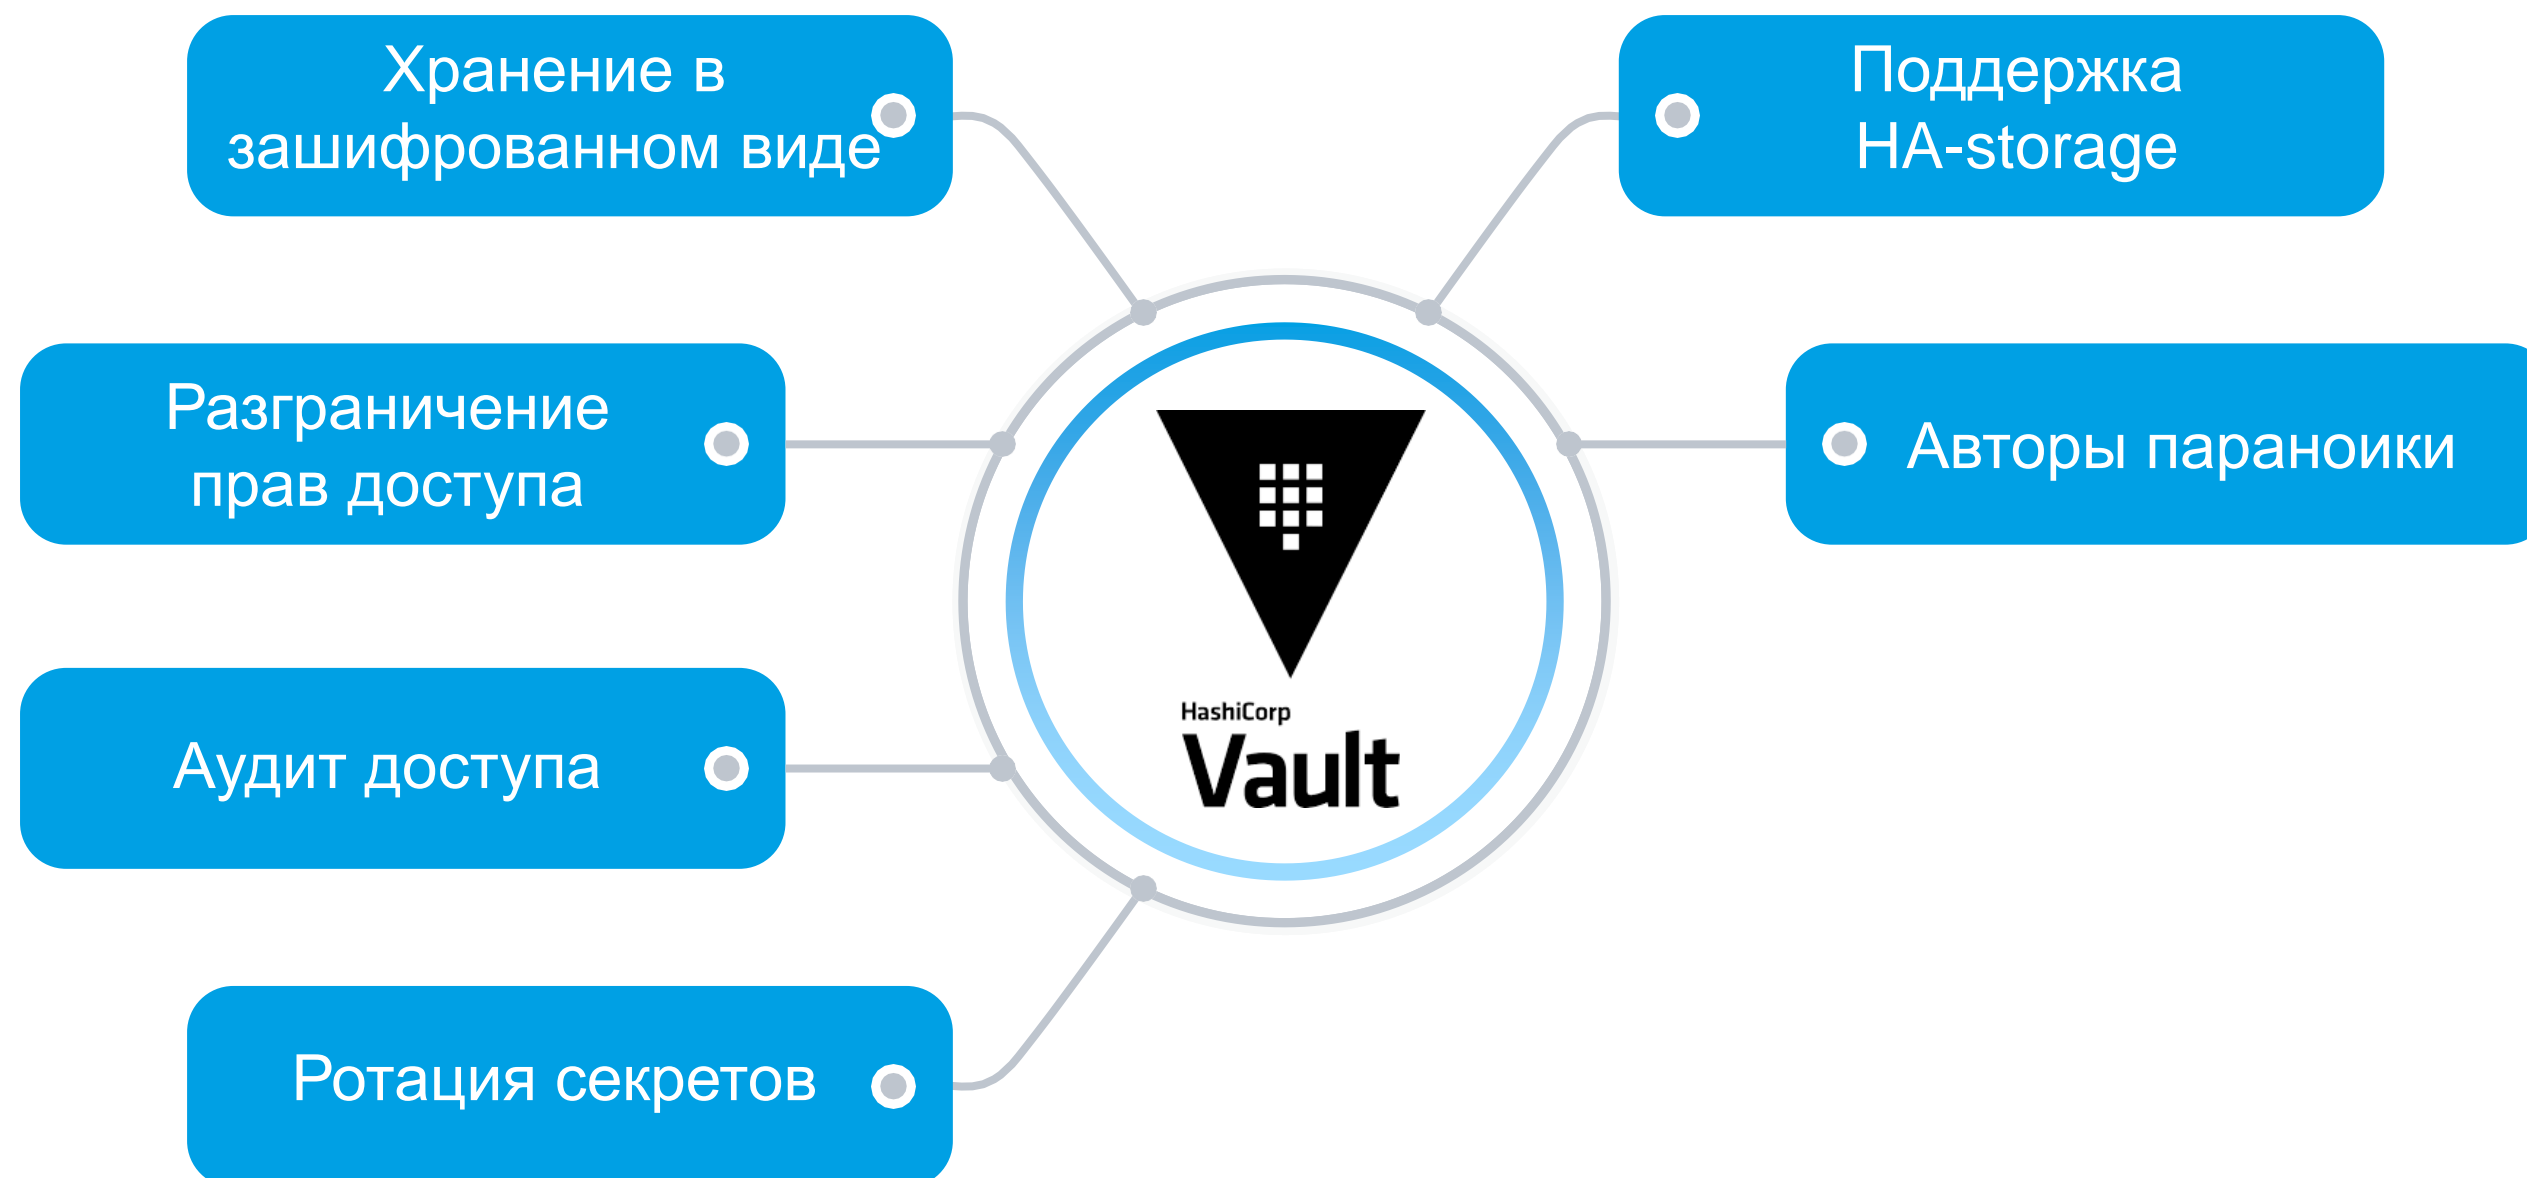 Хранение в
зашифрованном виде
Разграничение
прав доступа
Аудит доступа
Ротация секретов
HashiCorp
Vault
Поддержка
HA-storage
Авторы параноики